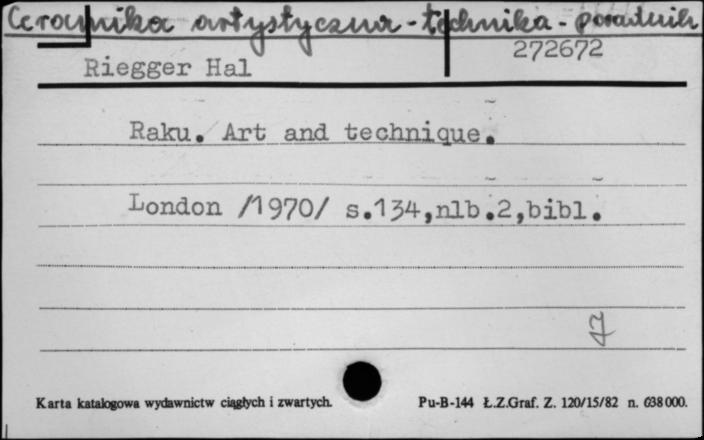 Ceramika artystyczna - technika - poradnik
272672
Riegger Hal
Raku. Art and technique.
London /1970/ s.134,nlb.2,bibl.
Karta katalogowa wydawnictw ciągłych i zwartych.
Pu-B-144 Ł.Z.Graf. Z. 120/15/82 n. 638000.